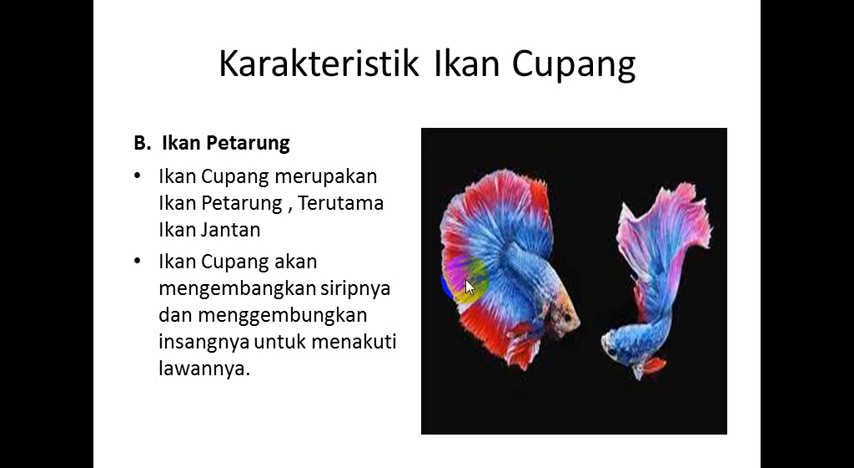 Karakteristik Ikan Cupang
B. Ikan Petarung
• Ikan Cupang merupakan
Ikan Petarung , Terutama
Ikan Jantan
• Ikan Cupang akan
mengembangkan siripnya
dan menggembungkan
insangnya untuk menakuti
lawannya.